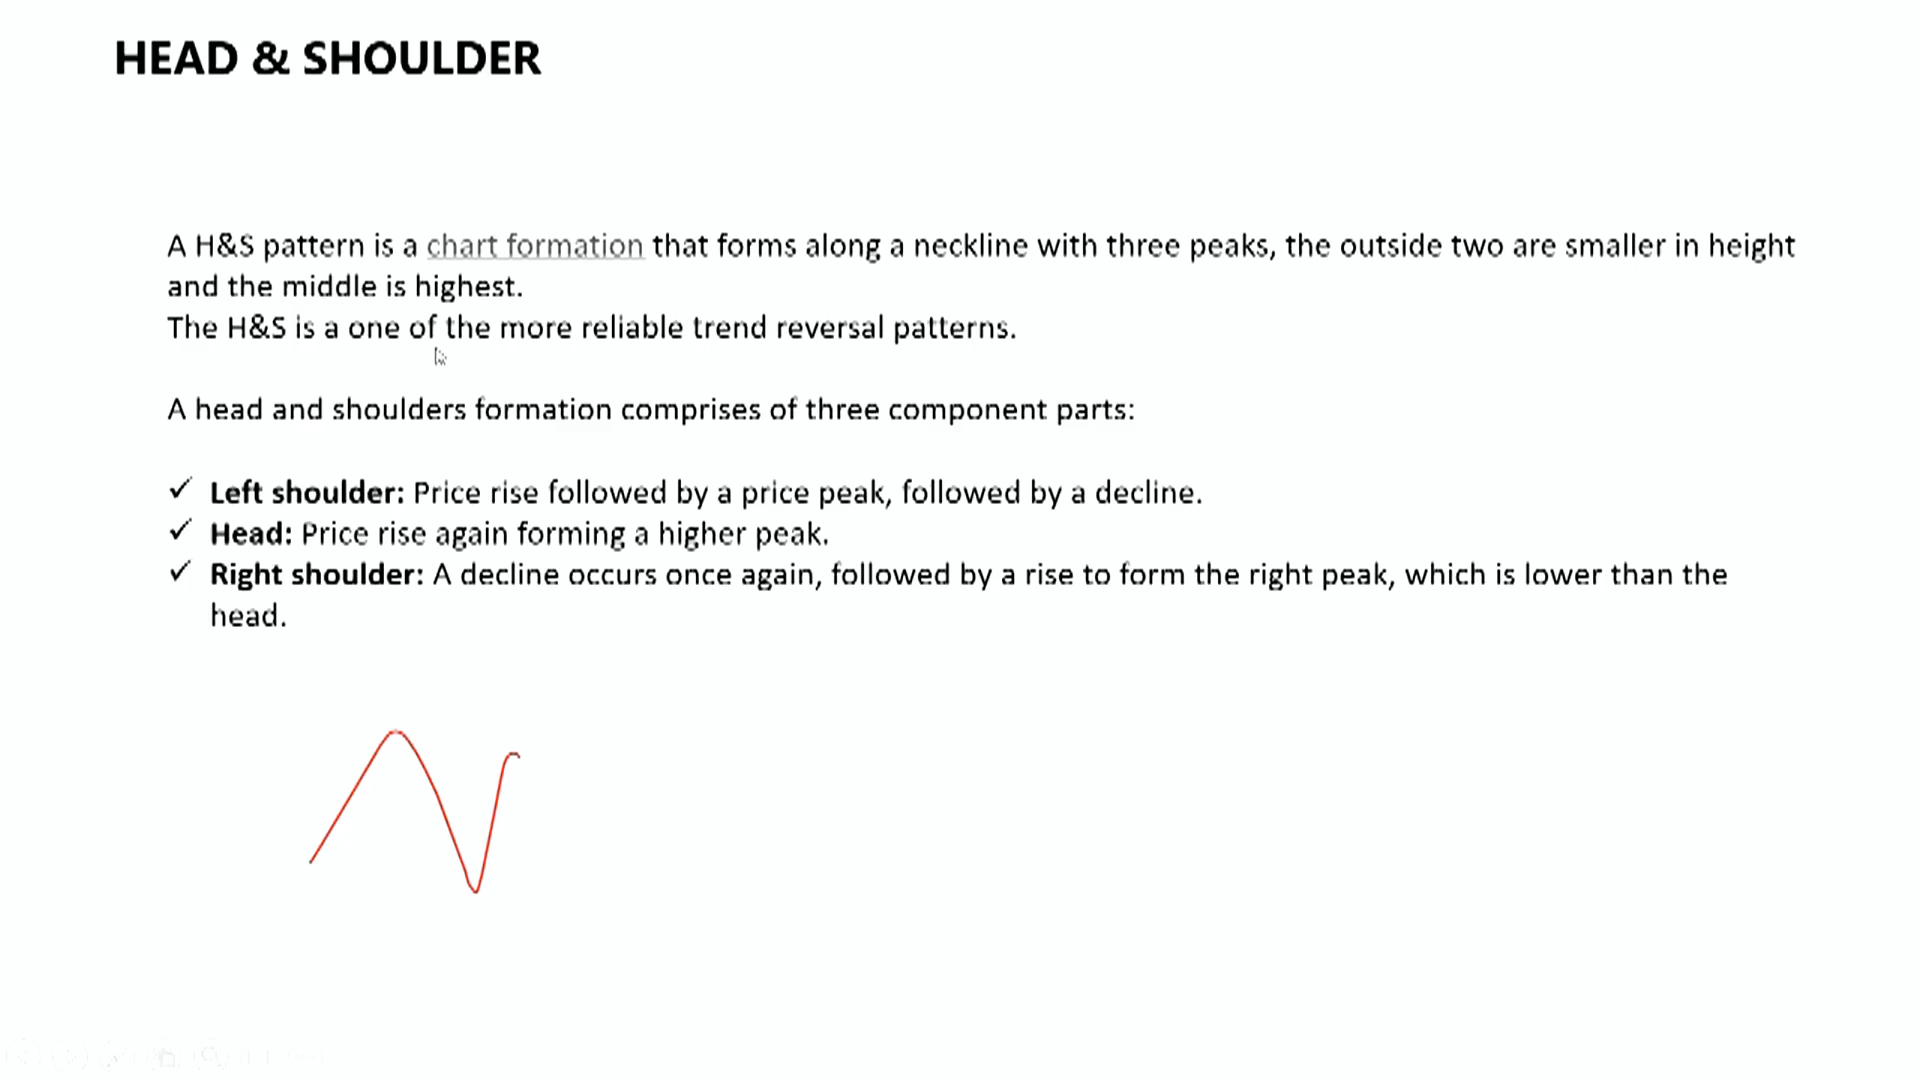 HEAD & SHOULDER
A H&S pattern is a chart formation that forms along a neckline with three peaks, the outside two are smaller in height
and the middle is highest.
The H&S is a one of the more reliable trend reversal patterns.
A head and shoulders formation comprises of three component parts:
✓ Left shoulder: Price rise followed by a price peak, followed by a decline.
✓ Head: Price rise again forming a higher peak.
✓ Right shoulder: A decline occurs once again, followed by a rise to form the right peak, which is lower than the
head.